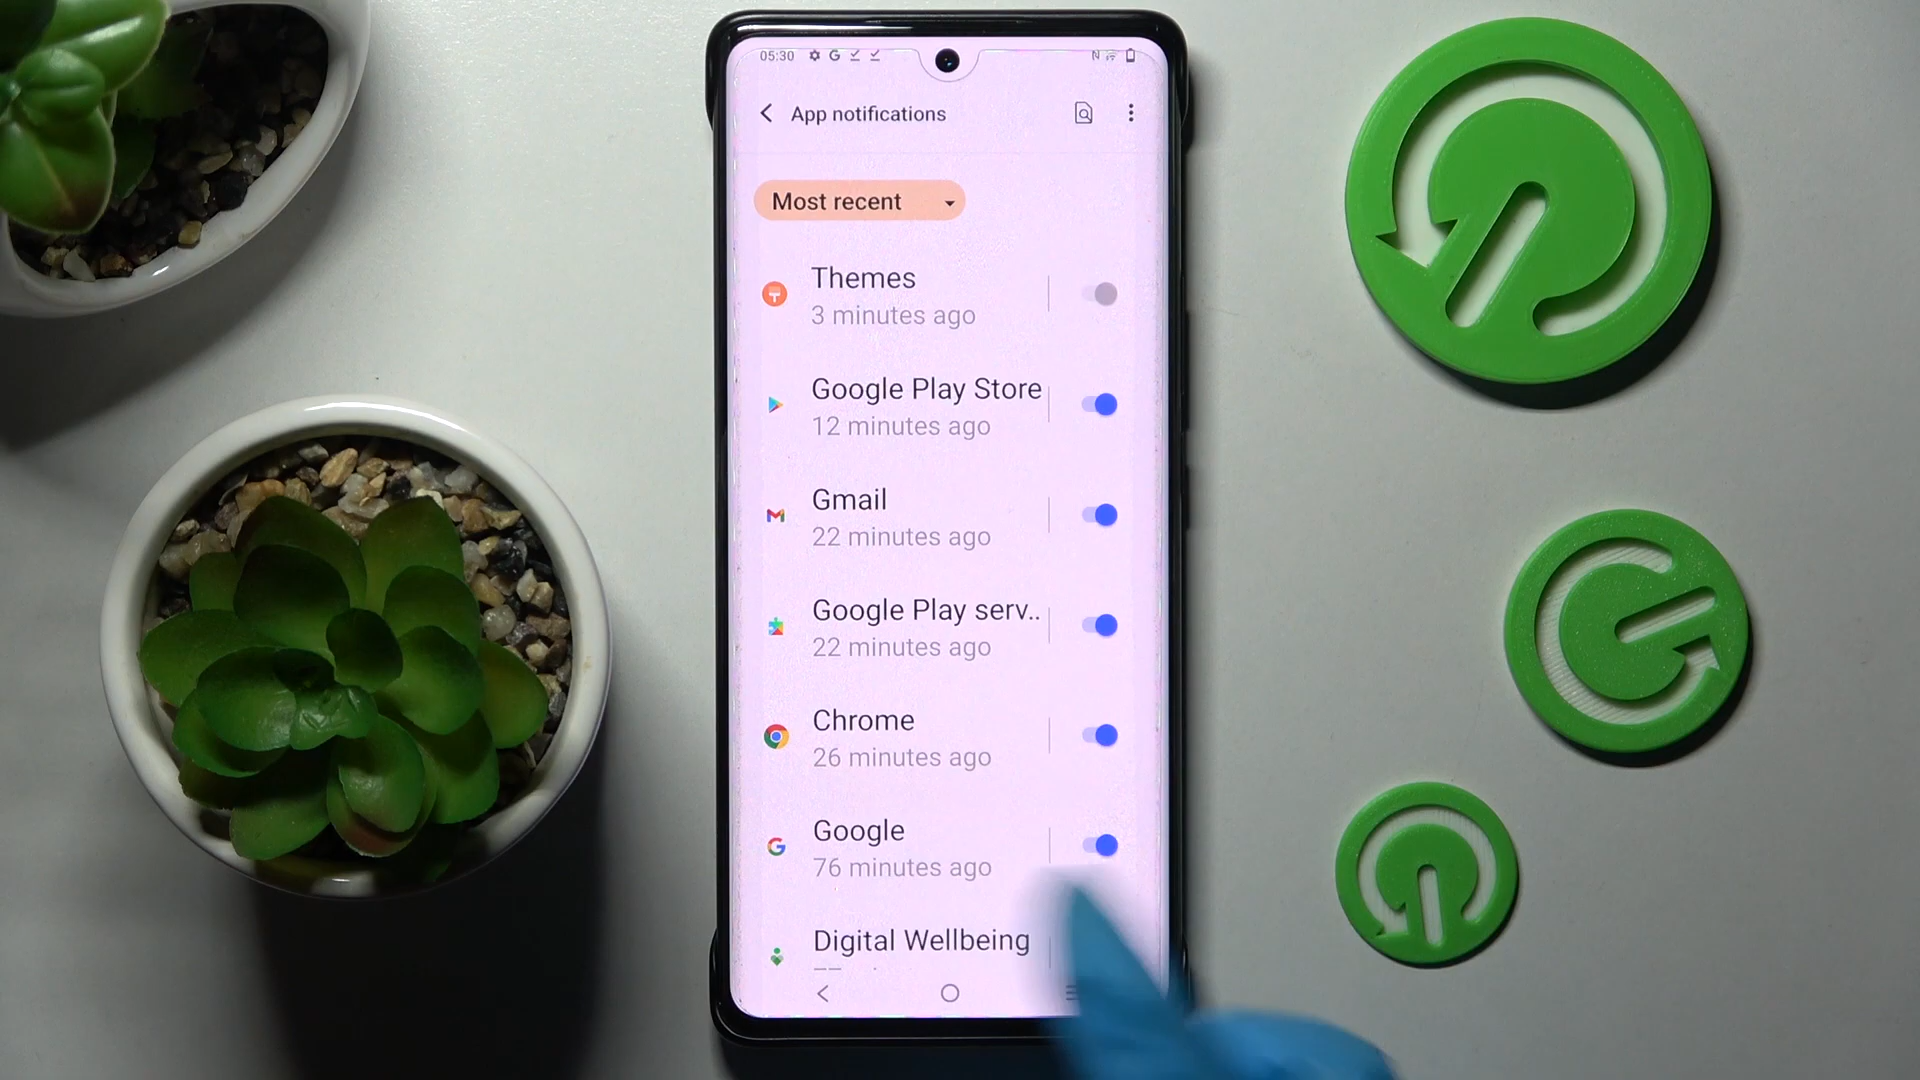 05:30
App notifications
Most recent
Themes
3 minutes ago
Google Play Store
12 minutes ago
Gmail
22 minutes ago
Google Play serv..
22 minutes ago
Chrome
26 minutes ago
Google
76 minutes ago
Digital Wellbeing